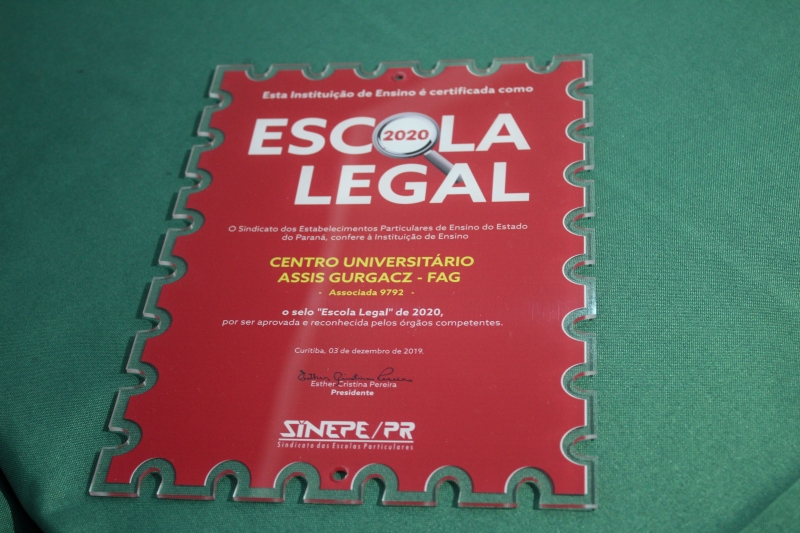 Esta Instituição de Ensino é certificada como
ESCOLA
2020
LEGAL
O Sindicato dos Estabelecimentos Particulares de Ensino do Estado
do Paraná, confere à Instituição de Ensino
CENTRO UNIVERSITÁRIO
ASSIS GURGACZ - FAG
- Associada 9792 -
o selo "Escola Legal" de 2020,
por ser aprovada e reconhecida pelos órgãos competentes.
Curitiba, 03 de dezembro de 2019.
Esther Cristina Pereira
Esther Cristina Pereira
Presidente
SINEPE/PR
Sindicato das Escolas Particulares